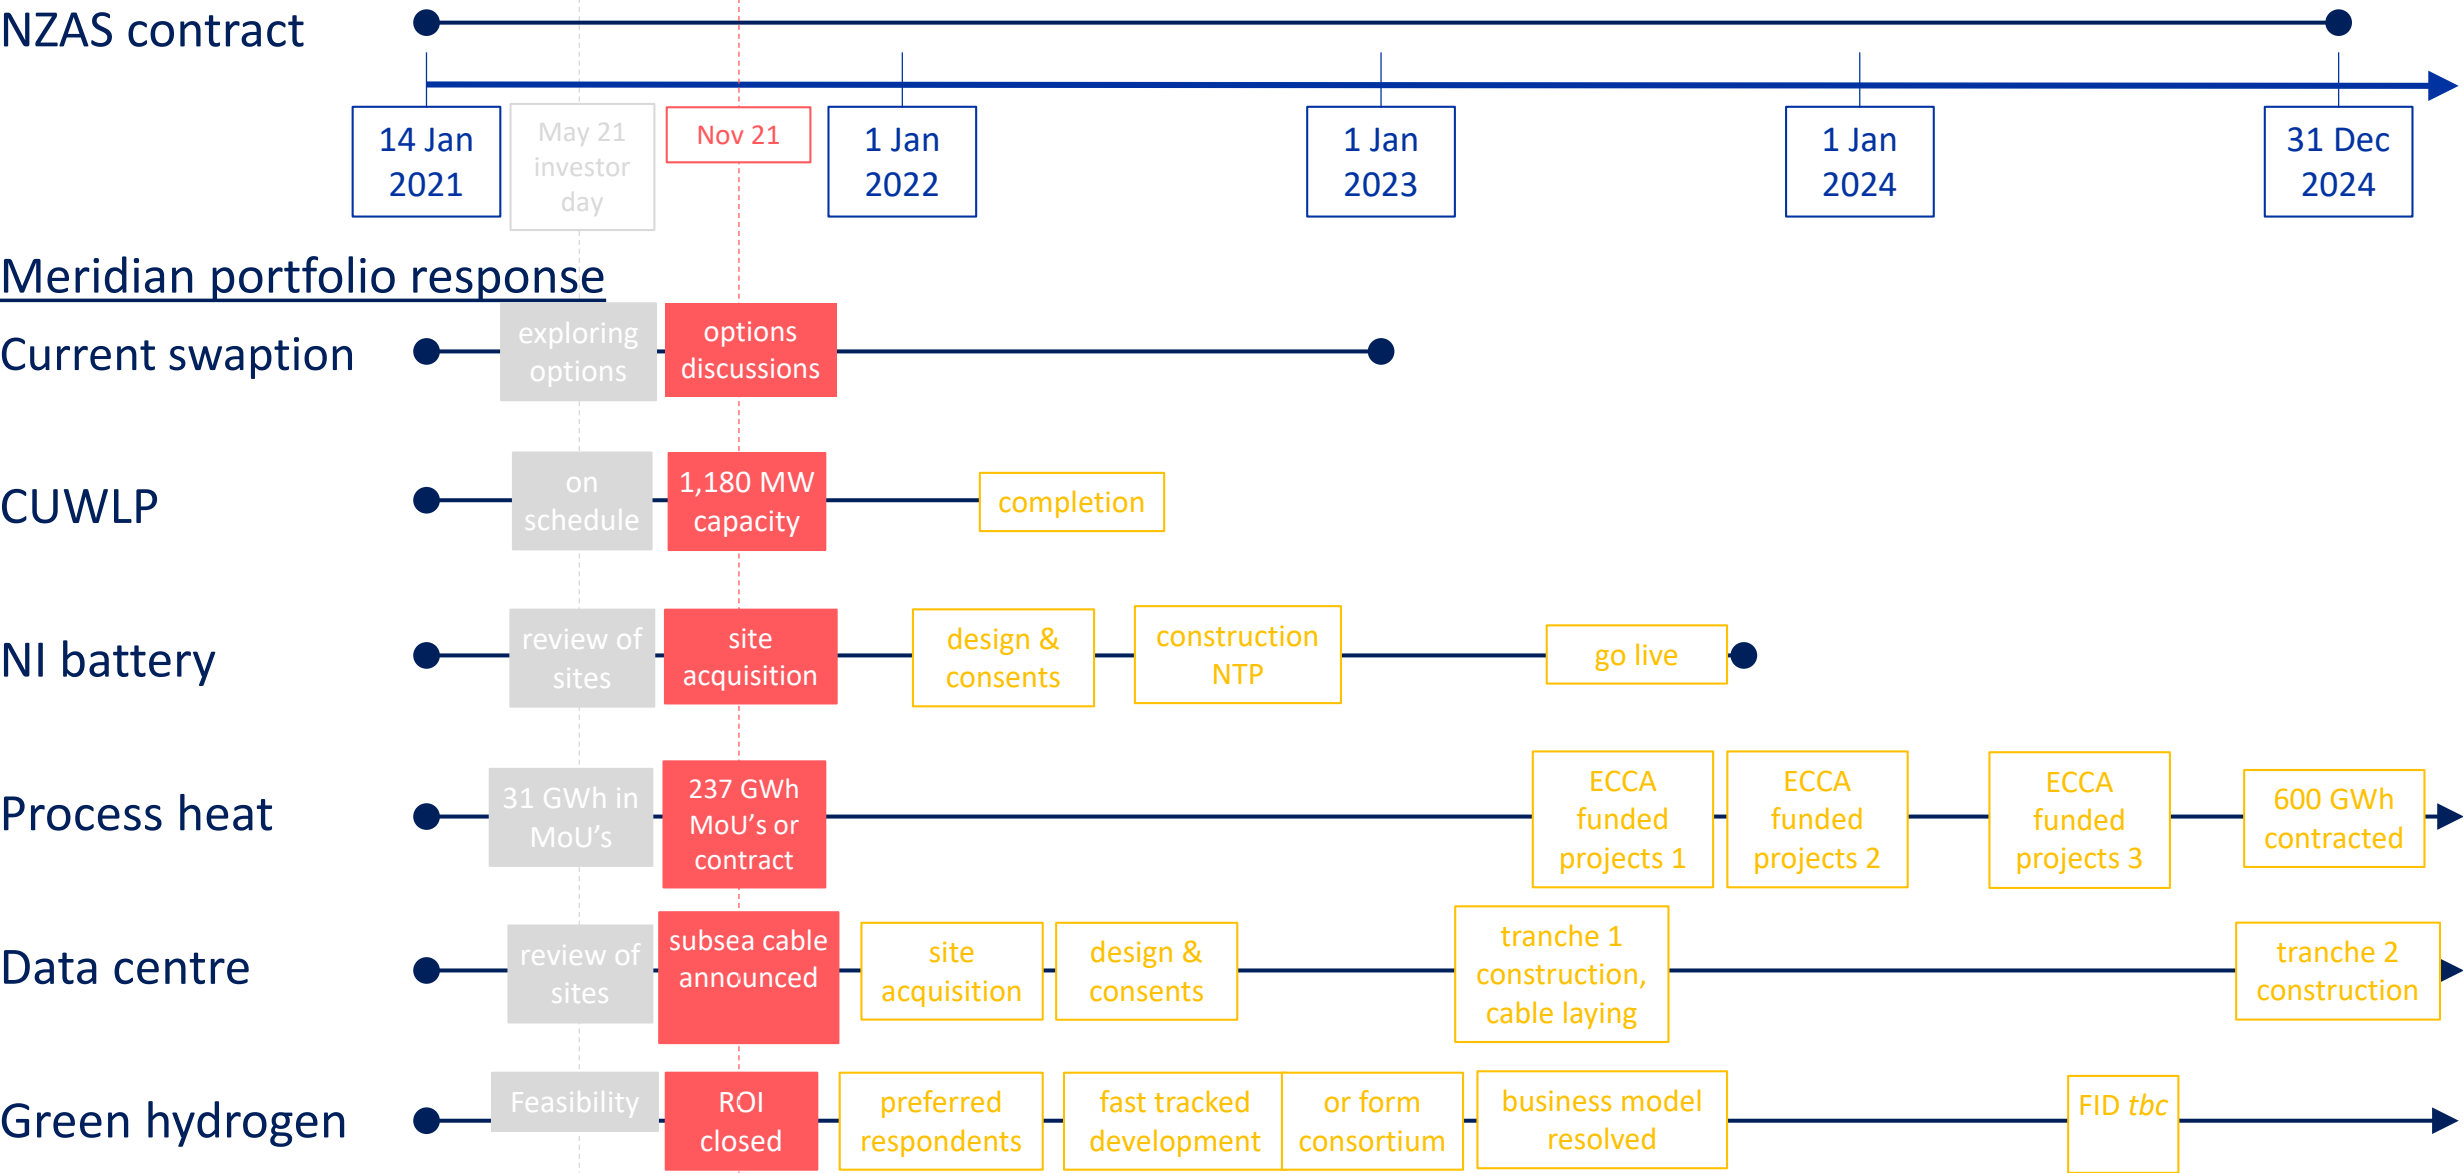 NZAS contract
14 Jan
2021
May 21
investor
day
Nov 21
1 Jan
2022
1 Jan
2023
1 Jan
2024
31 Dec
2024
Meridian portfolio response
Current swaption
exploring
options
options
discussions
CUWLP
on
schedule
1,180 MW
capacity
completion
NI battery
review of
sites
site
acquisition
design &
consents
construction
NTP
go live
Process heat
31 GWh in
MoU's
237 GWh
MoU's or
contract
ECCA
funded
projects 1
ECCA
funded
projects 2
ECCA
funded
projects 3
600 GWh
contracted
Data centre
review of
sites
subsea cable
announced
site
acquisition
design &
consents
tranche 1
construction,
cable laying
tranche 2
construction
Green hydrogen
Feasibility
ROI
closed
preferred
respondents
fast tracked
development
or form
consortium
business model
resolved
FID tbc